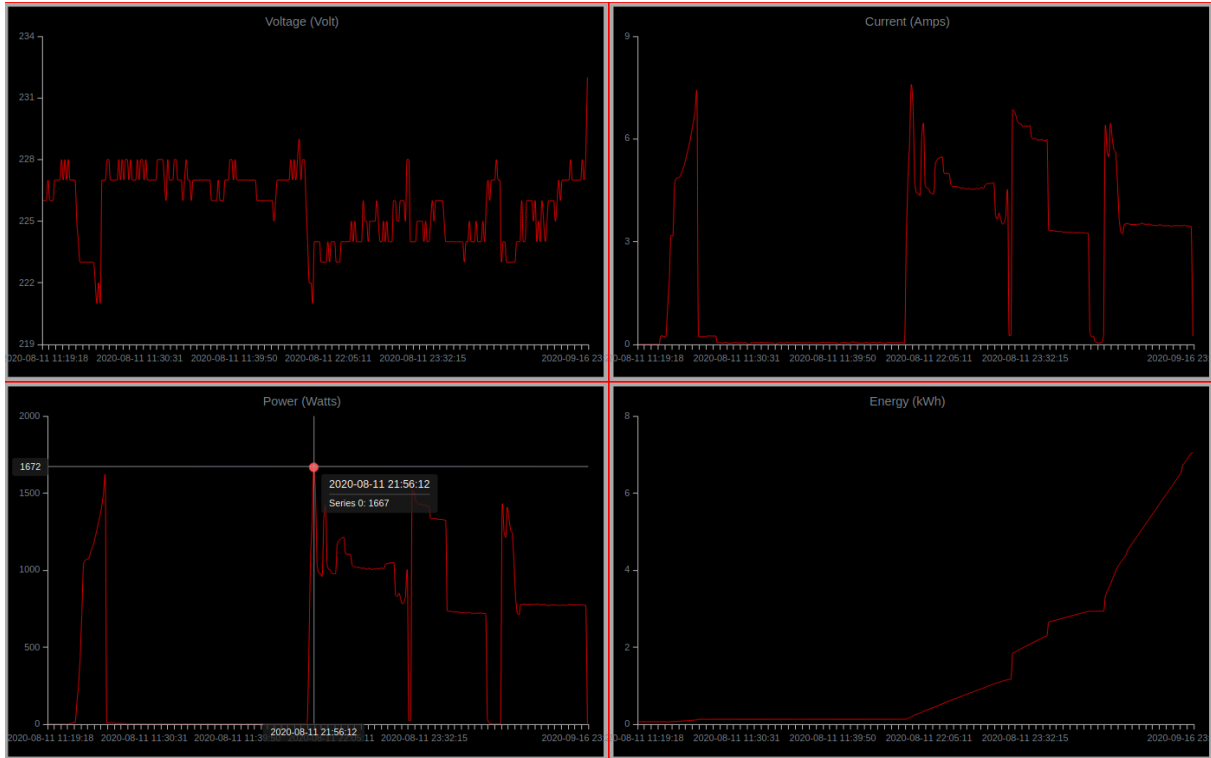 Voltage (Volt)
234
231
228
225
222
219
2020-08-11 11:19:18 2020-08-11 11:30:31 2020-08-11 11:39:50 2020-08-11 22:05:11 2020-08-11 23:32:15 2020-09-16 23:
Current (Amps)
9
6
3
0
0-08-11 11:19:18 2020-08-11 11:30:31 2020-08-11 11:39:50 2020-08-11 22:05:11 2020-08-11 23:32:15 2020-09-16 23:
Power (Watts)
2000
1672
1500
1000
500
0
2020-08-11 21:56:12
Series 0: 1667
2020-08-11 11:19:18 2020-08-11 11:30:31 2020-08-11 11:3 2020-08-11 21:56:12 :11 2020-08-11 23:32:15 2020-09-16 23:
Energy (kWh)
8
6
4
2
0
0-08-11 11:19:18 2020-08-11 11:30:31 2020-08-11 11:39:50 2020-08-11 22:05:11 2020-08-11 23:32:15 2020-09-16 23: